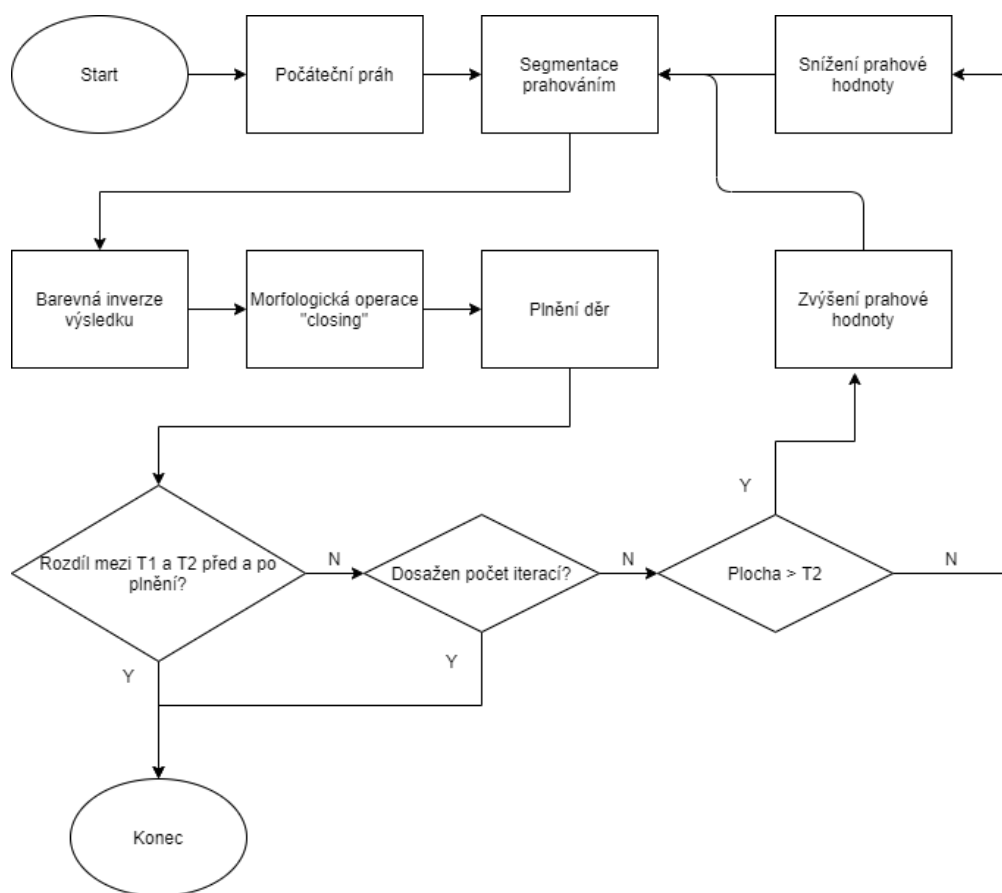 Start
Počáteční práh
Segmentace
prahováním
Snížení prahové
hodnoty
Barevná inverze
výsledku
Morfologická operace
"closing"
Plnění děr
Zvýšení prahové
hodnoty
Y
Rozdíl mezi T1 a T2 před a po
plnění?
N
Dosažen počet iterací?
N
Plocha > T2
N
Y
Y
Konec